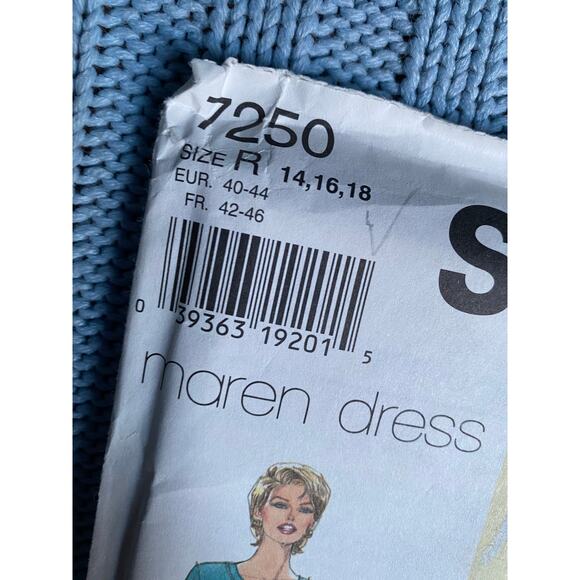 7250
SIZE R 14,16,18
EUR. 40-44
FR. 42-46
S
0 39363 19201 5
maren dress